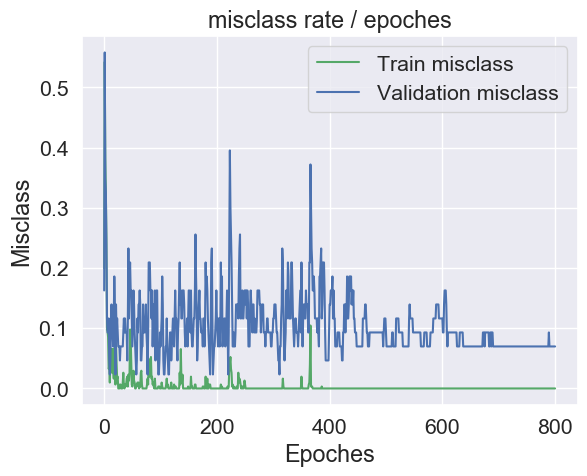 misclass rate / epoches
Train misclass
Validation misclass
Misclass
0.5
0.4
0.3
0.2
0.1
0.0
0
200
400
600
800
Epoches